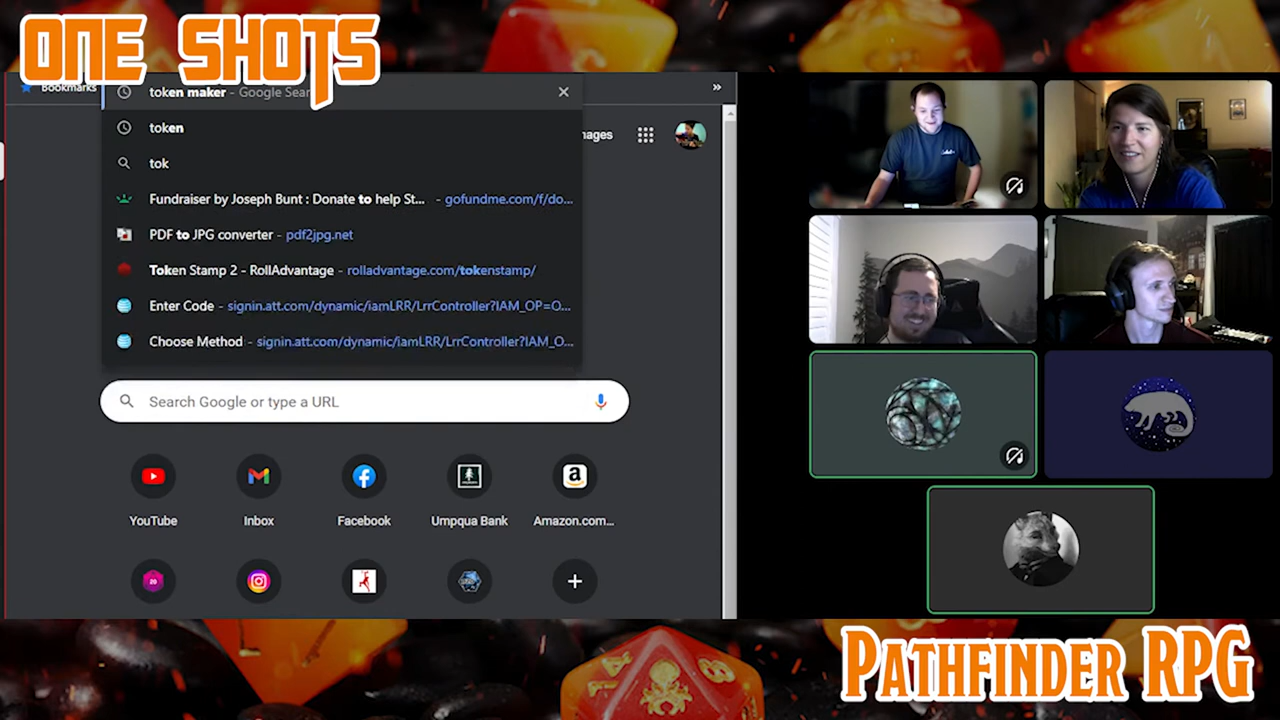 ONE SHOTS
Bookmarks
token maker - Google Sear
»
token
tok
ages
Fundraiser by Joseph Bunt : Donate to help St... - gofundme.com/f/do...
PDF to JPG converter - pdf2jpg.net
Token Stamp 2 - RollAdvantage - rolladvantage.com/tokenstamp/
Enter Code - signin.att.com/dynamic/iamLRR/LrrController?IAM_OP=O...
Choose Method - signin.att.com/dynamic/iamLRR/LrrController?IAM_O...
Search Google or type a URL
YouTube
Inbox
Facebook
Umpqua Bank
Amazon.com...
20
PATHFINDER RPG